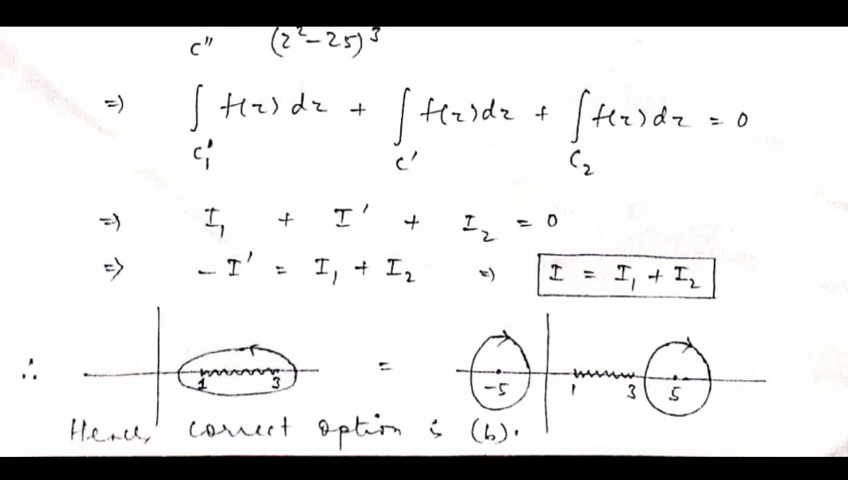 C'' (z²-25)³
=) ∫ f(z) dz + ∫ f(z) dz + ∫ f(z) dz = 0
C₁' C' C₂
=) I₁ + I' + I₂ = 0
=> - I' = I₁ + I₂ =) I = I₁ + I₂
∴ 1 3 = -5 1 3 5
Hence, correct option is (b).